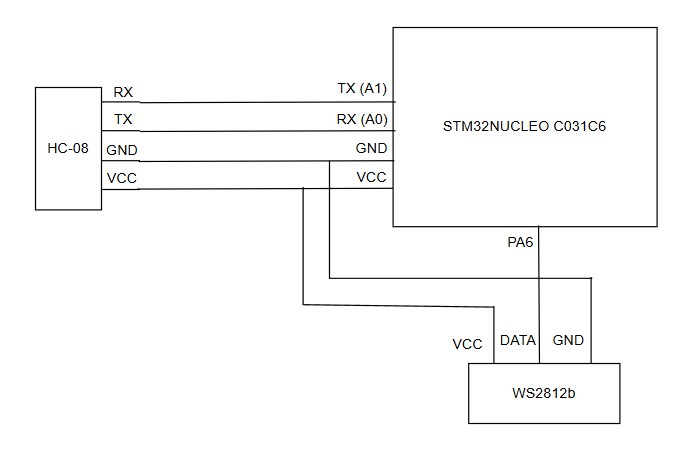 RX
TX (A1)
TX
RX (A0)
STM32NUCLEO C031C6
HC-08
GND
GND
VCC
VCC
PA6
VCC
DATA
GND
WS2812b